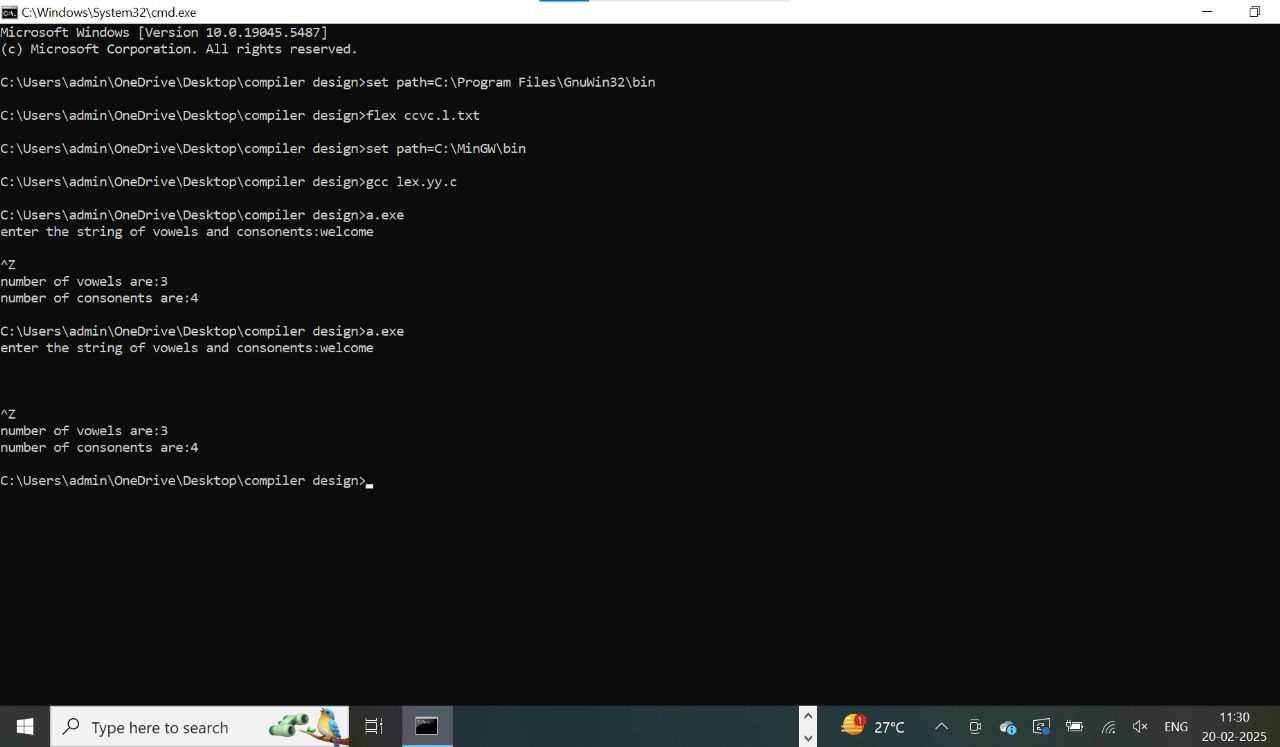 C:\Windows\System32\cmd.exe
Microsoft Windows [Version 10.0.19045.5487]
(c) Microsoft Corporation. All rights reserved.
C:\Users\admin\OneDrive\Desktop\compiler design>set path=C:\Program Files\GnuWin32\bin
C:\Users\admin\OneDrive\Desktop\compiler design>flex ccvc.l.txt
C:\Users\admin\OneDrive\Desktop\compiler design>set path=C:\MinGW\bin
C:\Users\admin\OneDrive\Desktop\compiler design>gcc lex.yy.c
C:\Users\admin\OneDrive\Desktop\compiler design>a.exe
enter the string of vowels and consonents:welcome
^Z
number of vowels are:3
number of consonents are:4
C:\Users\admin\OneDrive\Desktop\compiler design>a.exe
enter the string of vowels and consonents:welcome
^Z
number of vowels are:3
number of consonents are:4
C:\Users\admin\OneDrive\Desktop\compiler design>
Type here to search
1
27°C
ENG
11:30
20-02-2025